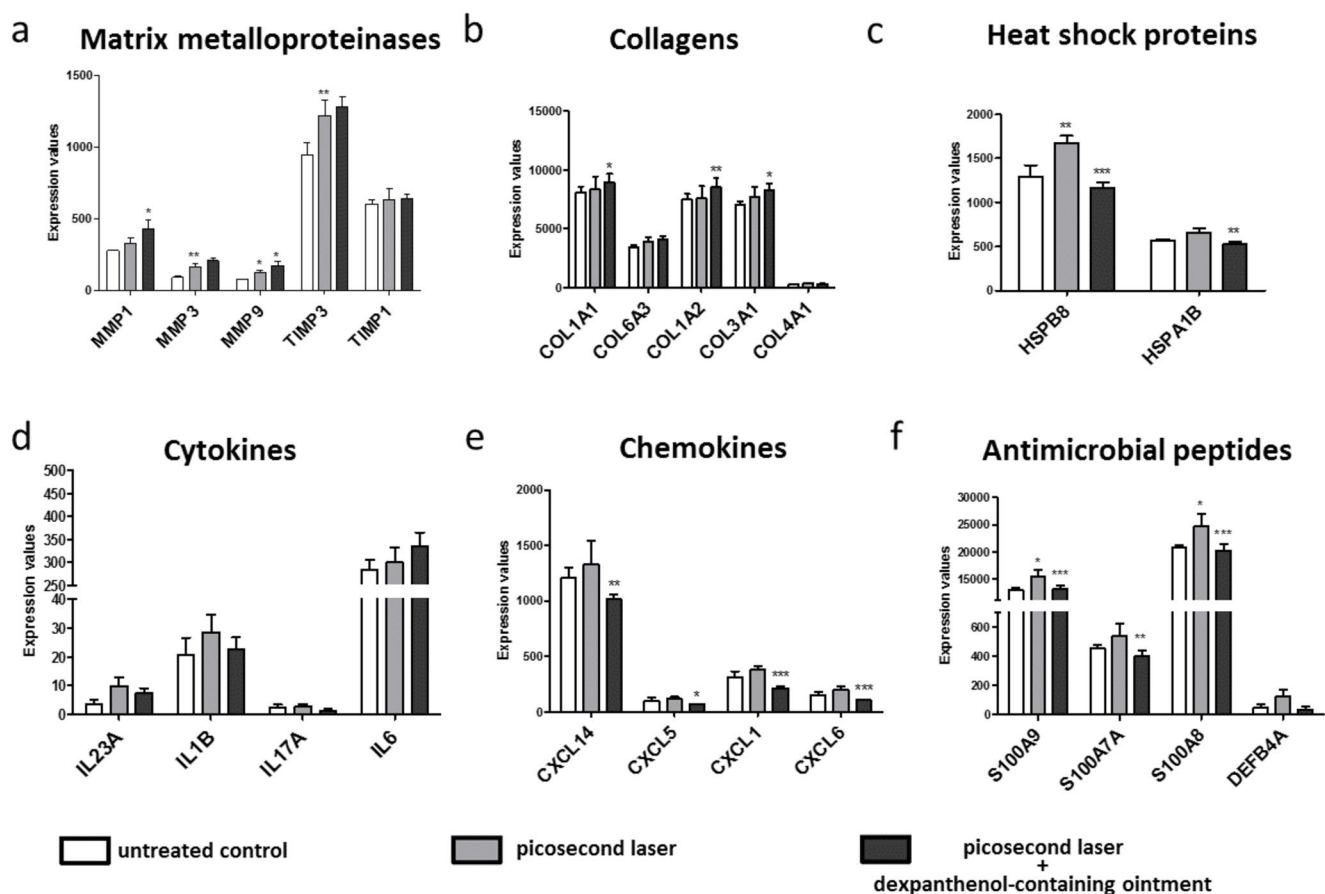 a Matrix metalloproteinases
Expression values
1500
1000
500
0
**
*
**
*
*
MMP1
MMP3
MMP9
TIMP3
TIMP1
b Collagens
Expression values
15000
10000
5000
0
*
**
*
COL1A1
COL6A3
COL1A2
COL3A1
COL4A1
c Heat shock proteins
Expression values
2000
1500
1000
500
0
**
***
**
HSPB8
HSPA1B
d Cytokines
Expression values
500
450
400
350
300
250
40
30
20
10
0
IL23A
IL1B
IL17A
IL6
e Chemokines
Expression values
2000
1500
1000
500
0
**
*
***
***
CXCL14
CXCL5
CXCL1
CXCL6
f Antimicrobial peptides
Expression values
30000
25000
20000
15000
600
400
200
0
*
***
**
*
***
S100A9
S100A7A
S100A8
DEFB4A
untreated control
picosecond laser
picosecond laser
+
dexpanthenol-containing ointment